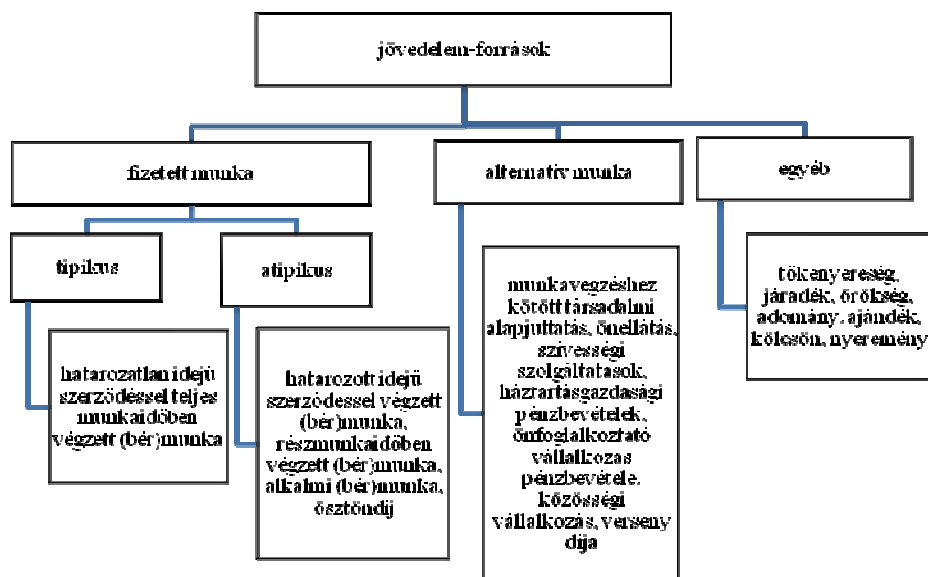 jövedelem-források
fizetett munka
alternatív munka
egyéb
tipikus
atipikus
határozatlan idejű
szerződéssel teljes
munkaidőben
végzett (bér)munka
határozott idejű
szerződessel végzett
(bér)munka,
részmunkaidőben
végzett (bér)munka,
alkalmi (bér)munka,
ösztöndíj
munkavégzéshez
kötött társadalmi
alapjuttatás, önellátás,
szívességi
szolgáltatások,
háztartásgazdasági
pénzbevételek,
önfoglalkoztató
vállalkozás
pénzbevétele,
közösségi
vállalkozás, verseny
díja
tőkenyereség,
járadék, örökség,
adomány, ajándék,
kölcsön, nyeremény